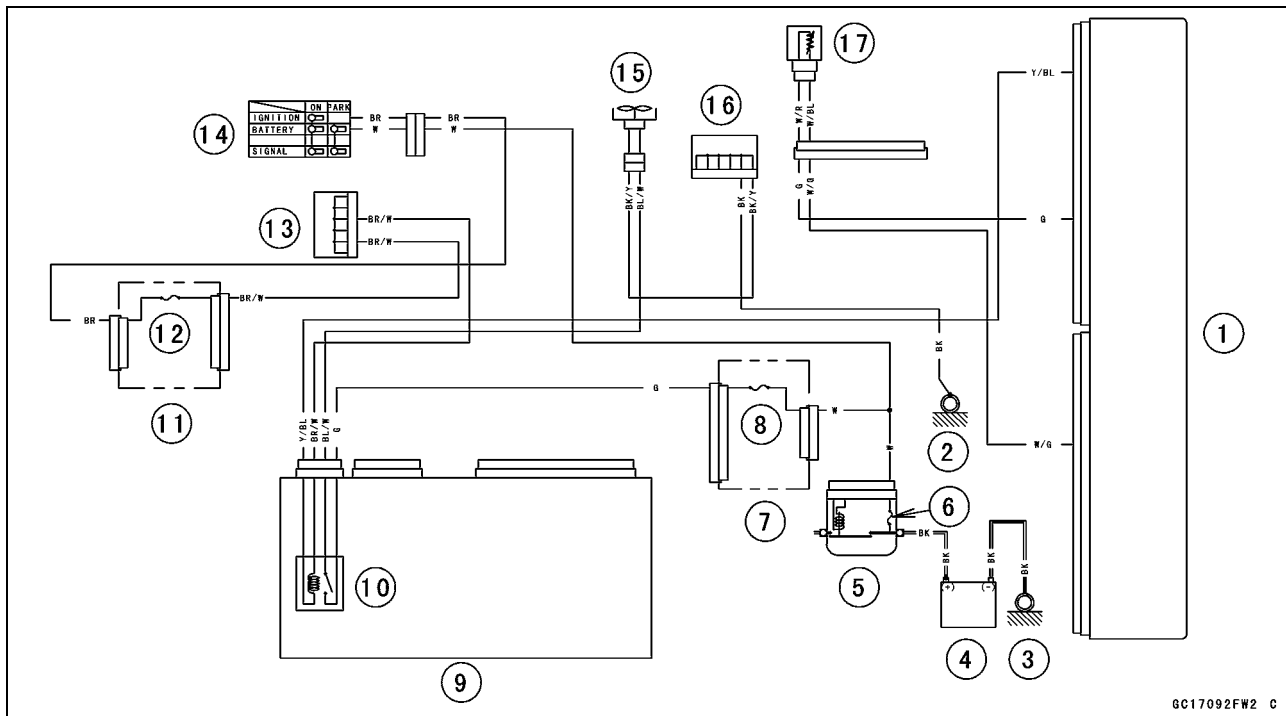 17
15
16
Y/BL
ON PARK
IGNITION
BATTERY
SIGNAL
14
BR
W
BR
W
W/R
W/BL
BK/Y
BL/W
BK
BK/Y
G
W/G
13
BR/W
BR/W
G
BR/W
BR
12
1
11
Y/BL
BR/W
BL/W
G
G
8
W
BK
2
W/G
W
7
6
BK
10
5
BK
BK
BK
(+)
(-)
9
4
3
GC17092FW2 C